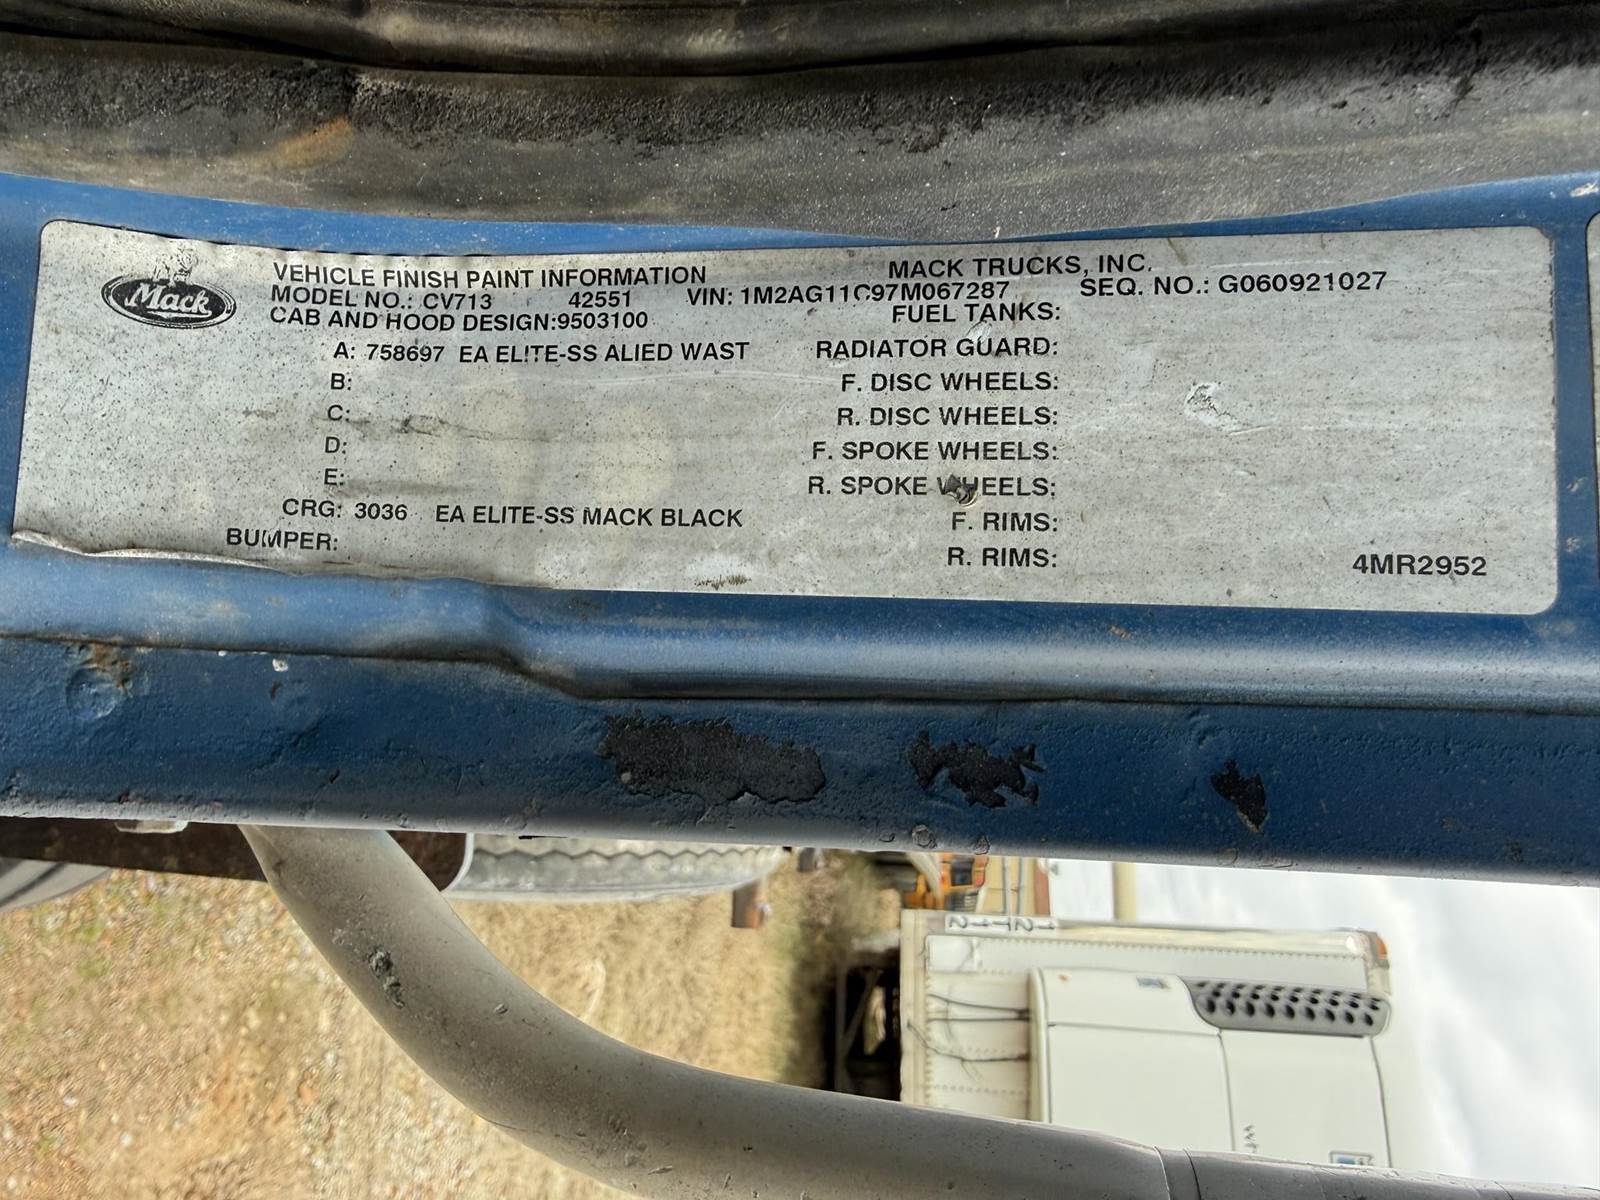 Mack
VEHICLE FINISH PAINT INFORMATION MACK TRUCKS, INC.
MODEL NO.: CV713 42551 VIN: 1M2AG11C97M067287 SEQ. NO.: G060921027
CAB AND HOOD DESIGN:9503100 FUEL TANKS:
A: 758697 EA ELITE-SS ALIED WAST RADIATOR GUARD:
B: F. DISC WHEELS:
C: R. DISC WHEELS:
D: F. SPOKE WHEELS:
E: R. SPOKE WHEELS:
CRG: 3036 EA ELITE-SS MACK BLACK F. RIMS:
BUMPER: R. RIMS: 4MR2952